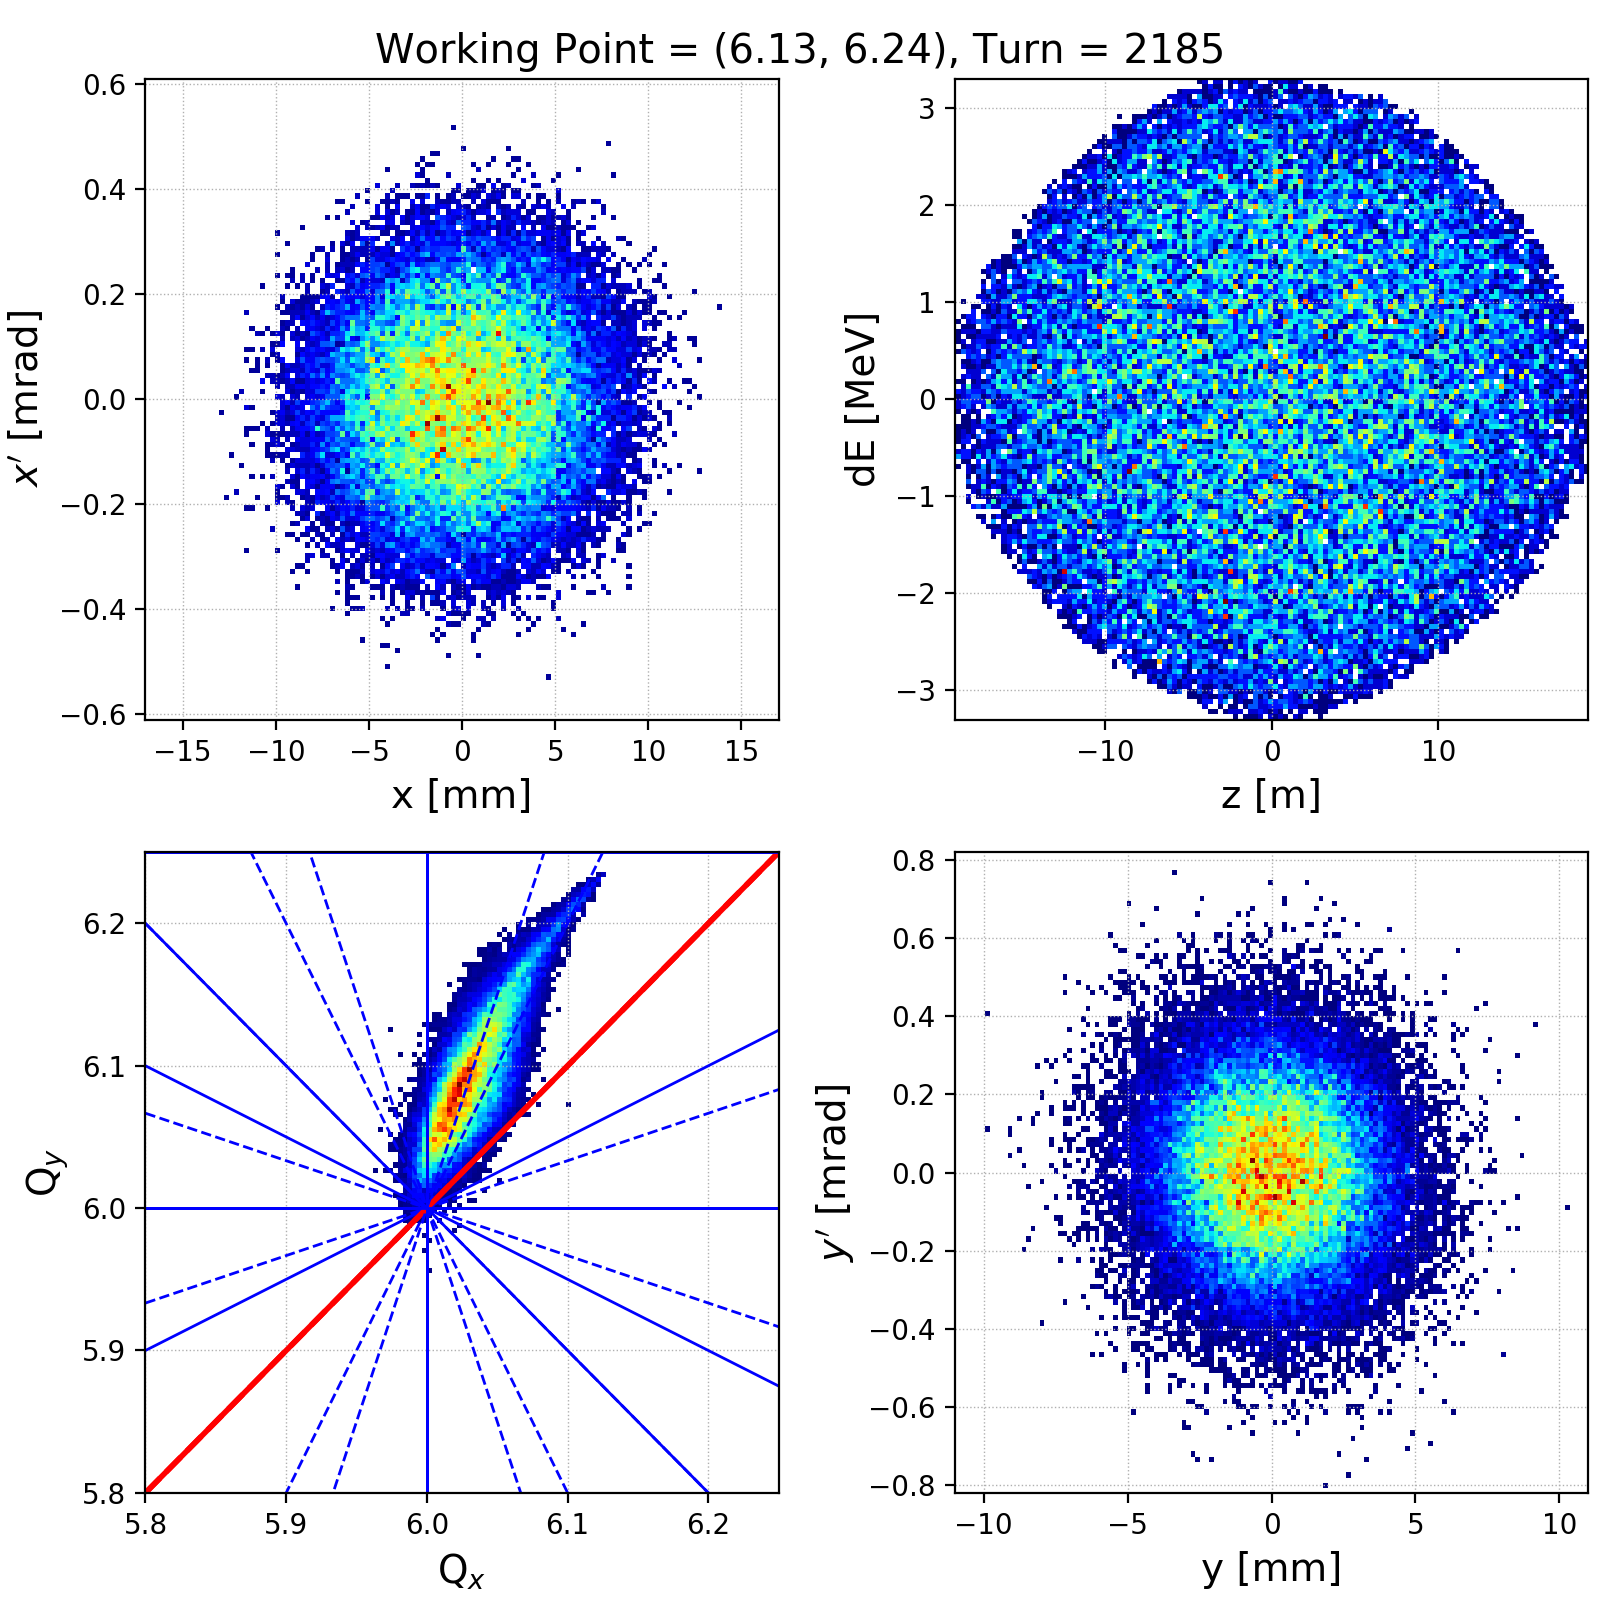 Working Point = (6.13, 6.24), Turn = 2185
0.6
0.4
0.2
0.0
−0.2
−0.4
−0.6
x′ [mrad]
−15 −10 −5 0 5 10 15
x [mm]
3
2
1
0
−1
−2
−3
dE [MeV]
−10 0 10
z [m]
6.2
6.1
6.0
5.9
5.8
Qy
5.8 5.9 6.0 6.1 6.2
Qx
0.8
0.6
0.4
0.2
0.0
−0.2
−0.4
−0.6
−0.8
y′ [mrad]
−10 −5 0 5 10
y [mm]